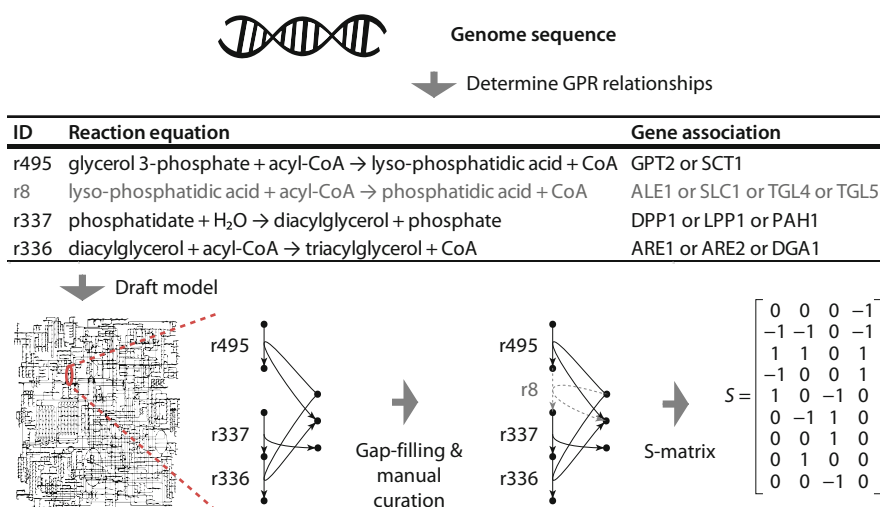 Genome sequence
Determine GPR relationships
ID Reaction equation Gene association
r495 glycerol 3-phosphate + acyl-CoA → lyso-phosphatidic acid + CoA GPT2 or SCT1
r8 lyso-phosphatidic acid + acyl-CoA → phosphatidic acid + CoA ALE1 or SLC1 or TGL4 or TGL5
r337 phosphatidate + H₂O → diacylglycerol + phosphate DPP1 or LPP1 or PAH1
r336 diacylglycerol + acyl-CoA → triacylglycerol + CoA ARE1 or ARE2 or DGA1
Draft model
r495
r337
r336
Gap-filling &
manual
curation
r495
r8
r337
r336
S-matrix
S =
0 0 0 −1
−1 −1 0 −1
1 1 0 1
−1 0 0 1
1 0 −1 0
0 −1 1 0
0 0 1 0
0 1 0 0
0 0 −1 0